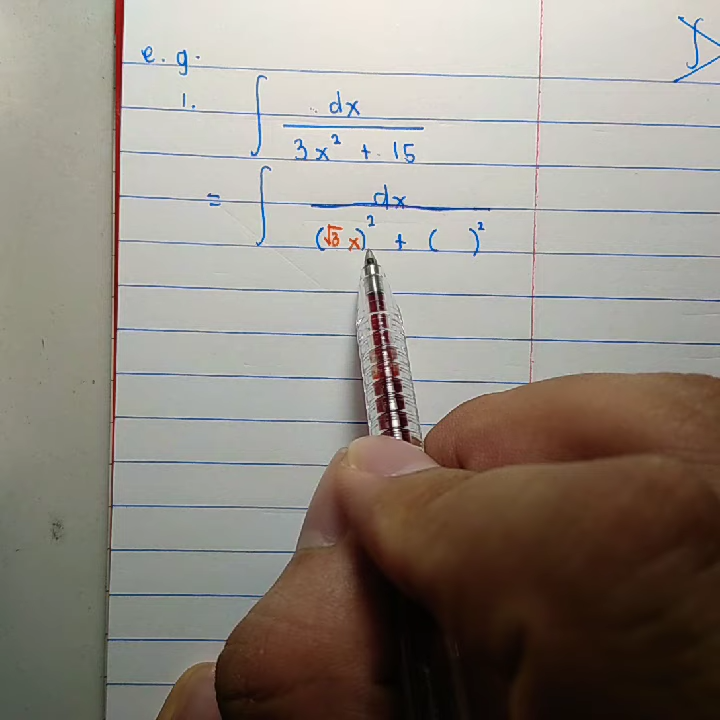 e.g.
1. ∫ dx / (3x² + 15)
= ∫ dx / ((√3 x)² + ( )²)